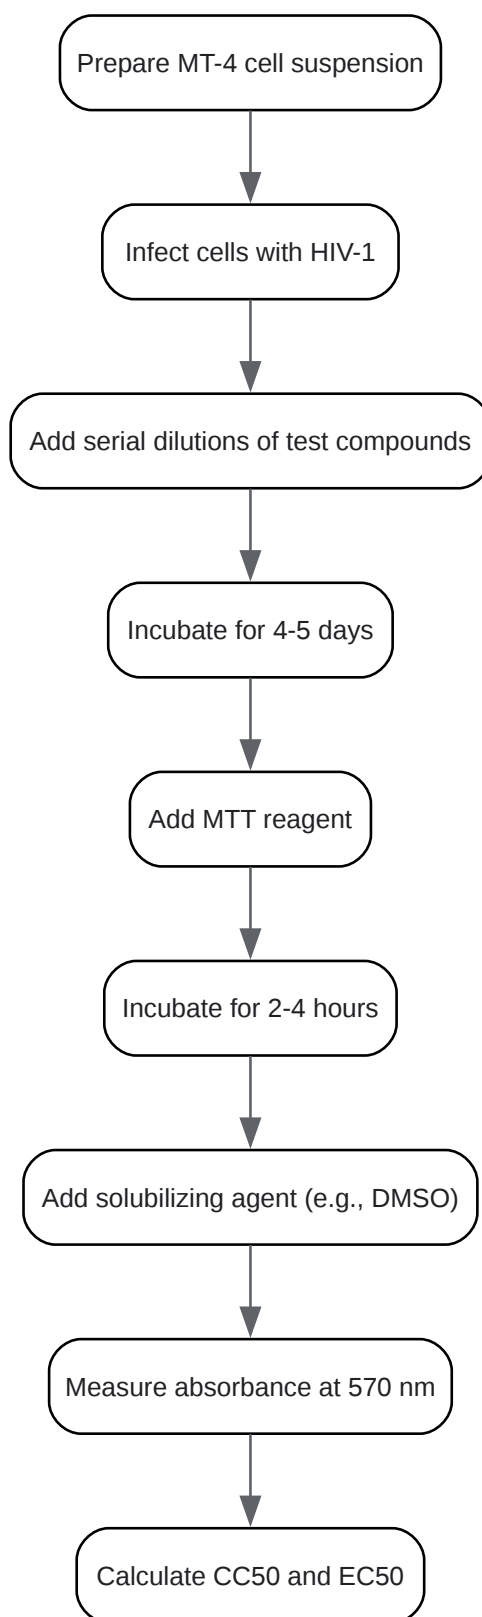 Prepare MT-4 cell suspension
Infect cells with HIV-1
Add serial dilutions of test compounds
Incubate for 4-5 days
Add MTT reagent
Incubate for 2-4 hours
Add solubilizing agent (e.g., DMSO)
Measure absorbance at 570 nm
Calculate CC50 and EC50